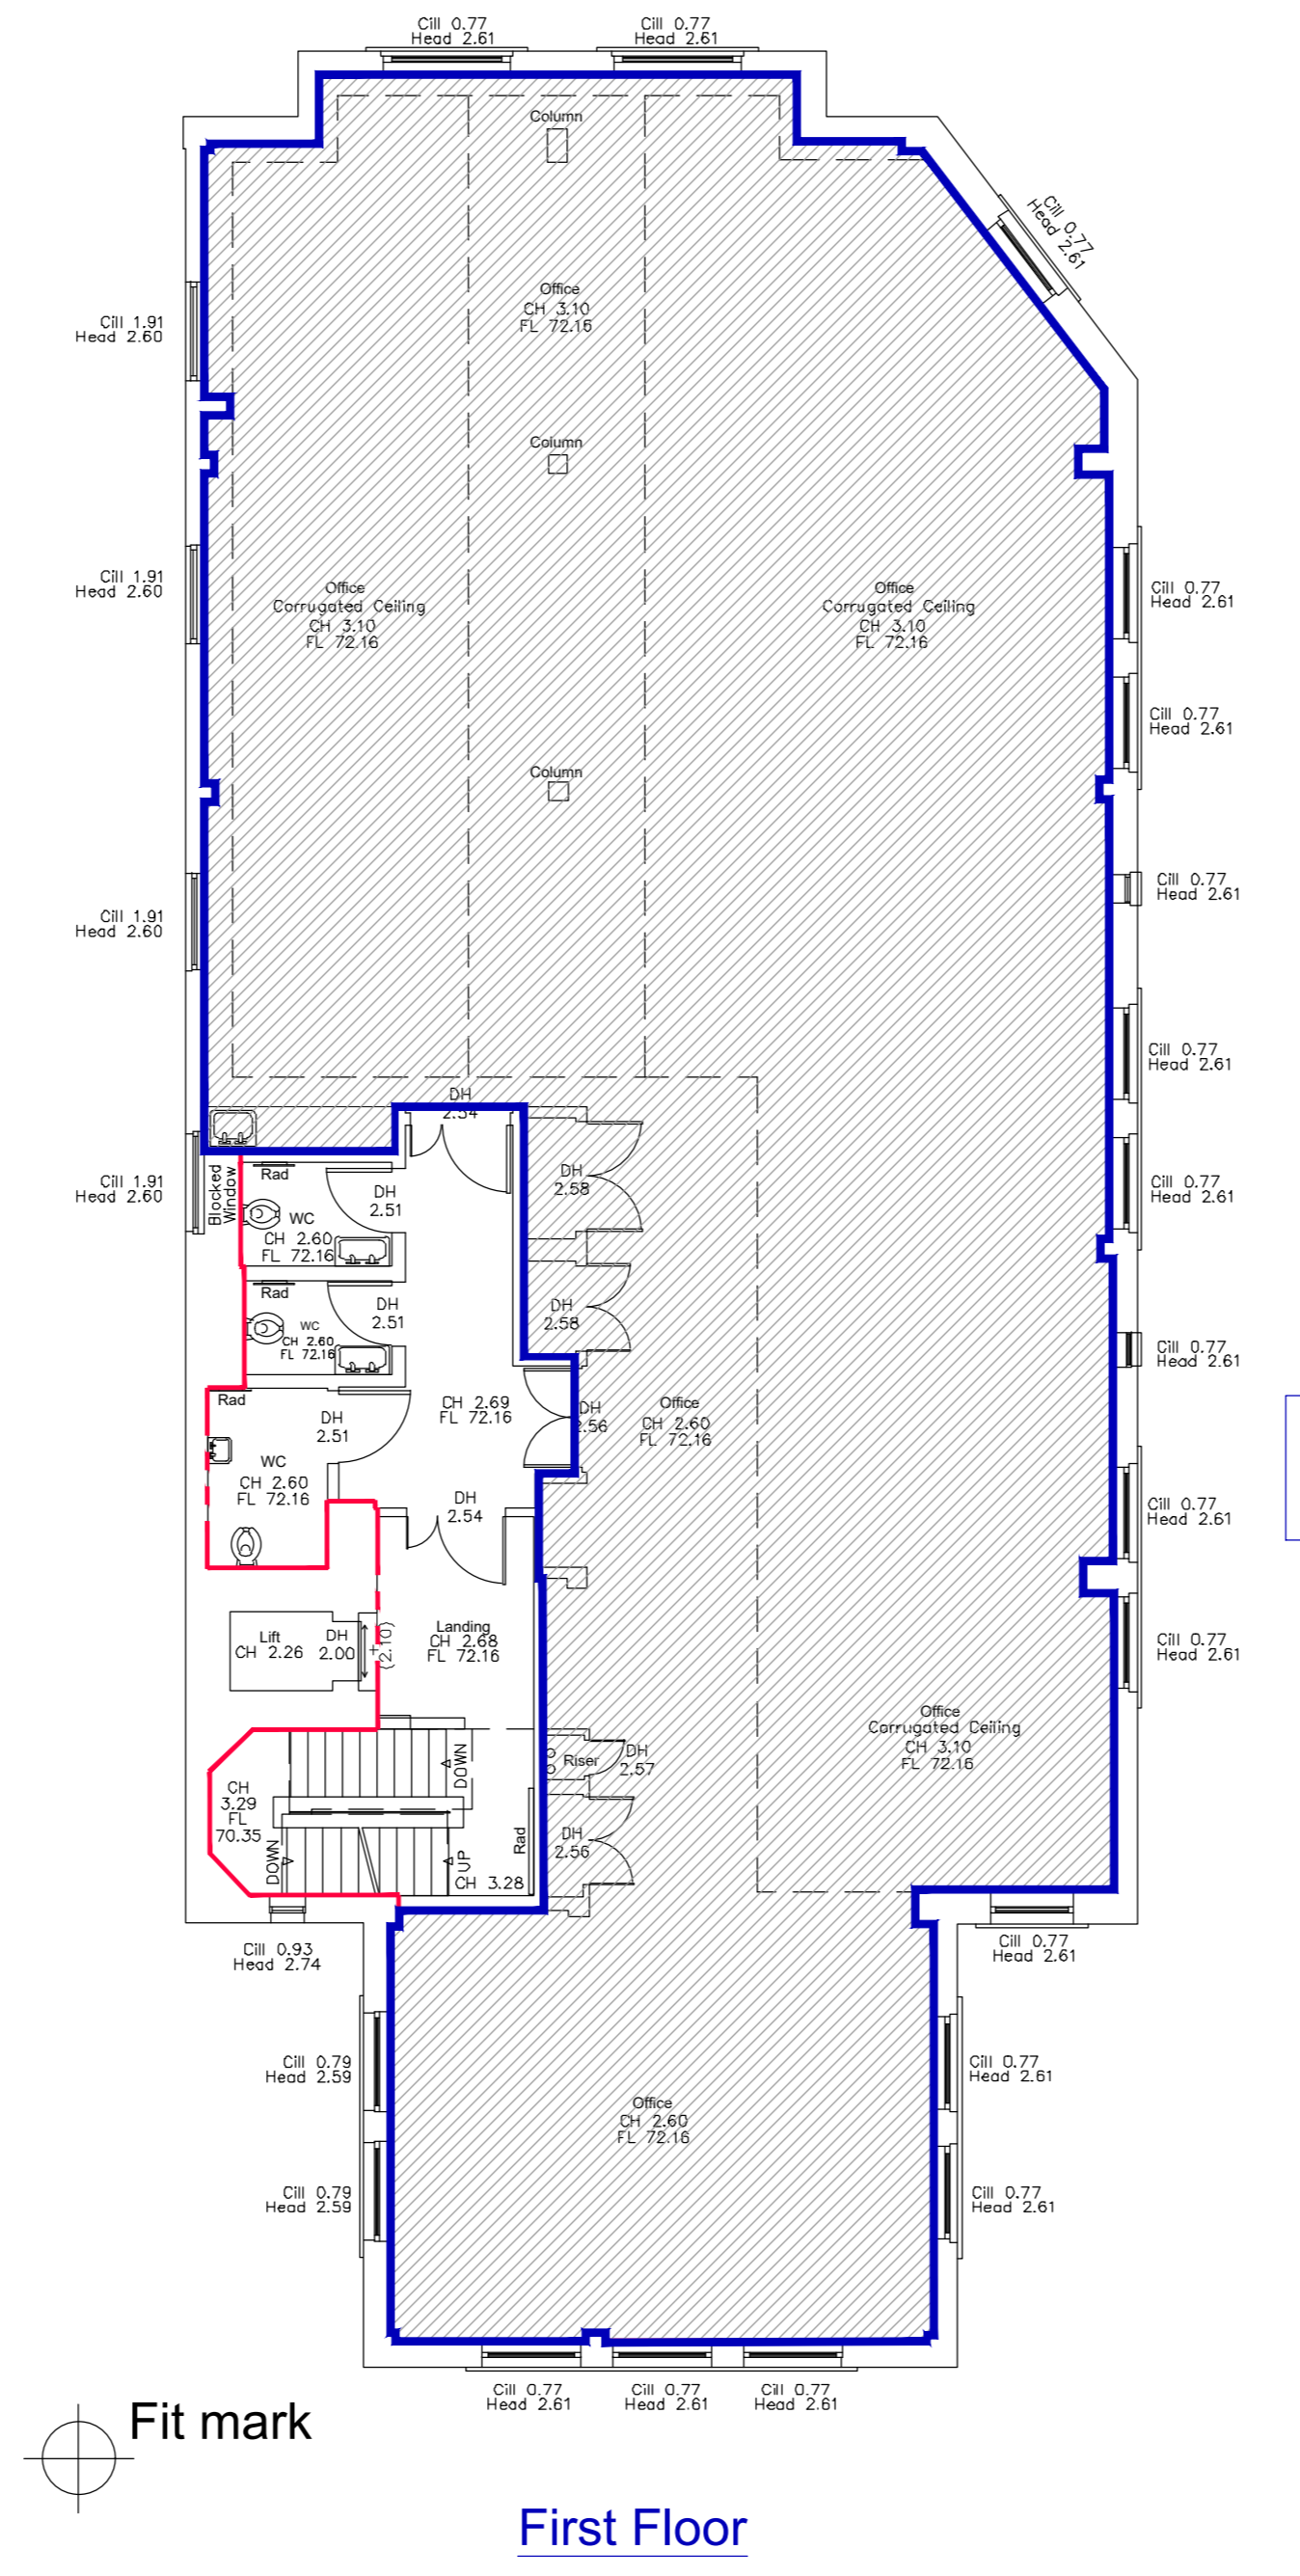 Cill 0.77
Head 2.61
Cill 0.77
Head 2.61
Column
Cill 0.77
Head 2.61
Office
CH 3.10
FL 72.16
Cill 1.91
Head 2.60
Column
Cill 1.91
Head 2.60
Office
Corrugated Ceiling
CH 3.10
FL 72.16
Office
Corrugated Ceiling
CH 3.10
FL 72.16
Cill 0.77
Head 2.61
Cill 0.77
Head 2.61
Column
Cill 0.77
Head 2.61
Cill 1.91
Head 2.60
Cill 0.77
Head 2.61
DH
2.54
Cill 1.91
Head 2.60
Blocked
Window
Rad
WC
CH 2.60
FL 72.16
DH
2.51
DH
2.58
Cill 0.77
Head 2.61
Rad
WC
CH 2.60
FL 72.16
DH
2.51
DH
2.58
Cill 0.77
Head 2.61
Rad
DH
2.51
CH 2.69
FL 72.16
DH
2.56
Office
CH 2.60
FL 72.16
WC
CH 2.60
FL 72.16
DH
2.54
Cill 0.77
Head 2.61
Lift
CH 2.26
DH
2.00
(2.10)
Landing
CH 2.68
FL 72.16
Cill 0.77
Head 2.61
Office
Corrugated Ceiling
CH 3.10
FL 72.16
DOWN
Riser
DH
2.57
CH
3.29
FL
70.35
DOWN
UP
Rad
CH 3.28
DH
2.56
Cill 0.93
Head 2.74
Cill 0.77
Head 2.61
Cill 0.79
Head 2.59
Cill 0.77
Head 2.61
Office
CH 2.60
FL 72.16
Cill 0.79
Head 2.59
Cill 0.77
Head 2.61
Cill 0.77
Head 2.61
Cill 0.77
Head 2.61
Cill 0.77
Head 2.61
Fit mark
First Floor